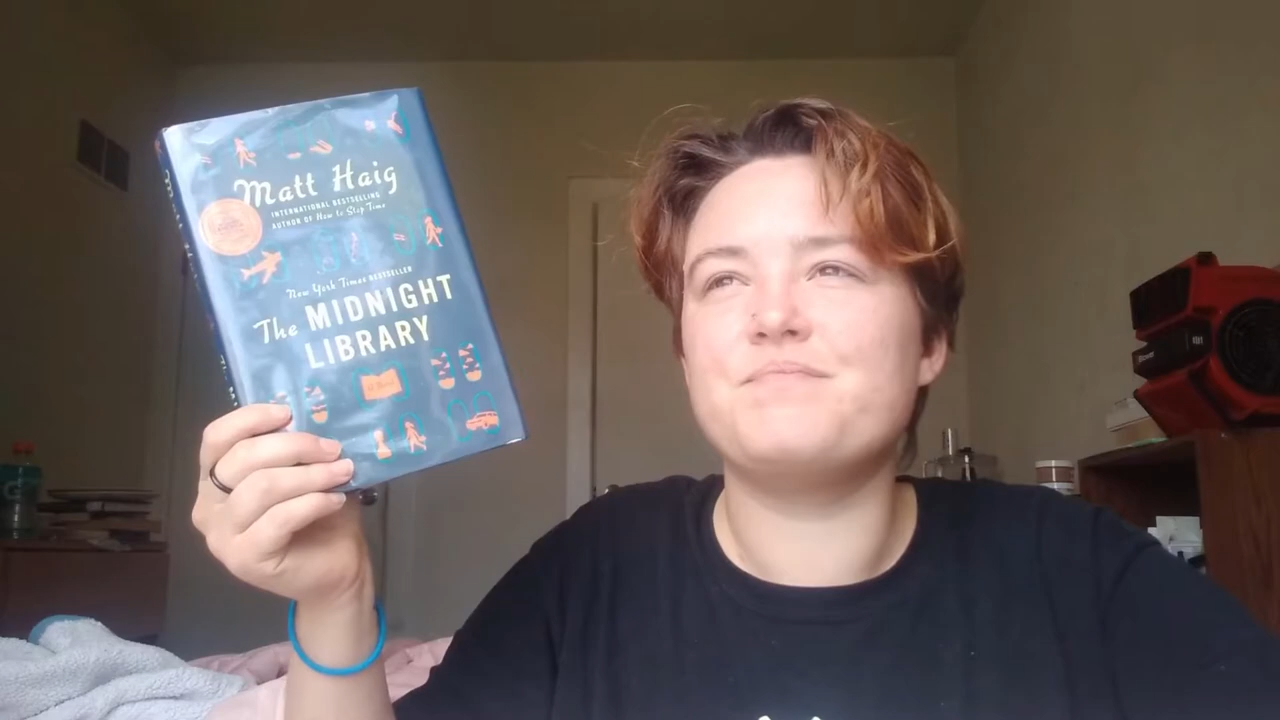 Matt Haig
INTERNATIONAL BESTSELLING
AUTHOR OF How to Stop Time
New York Times BESTSELLER
The MIDNIGHT
LIBRARY